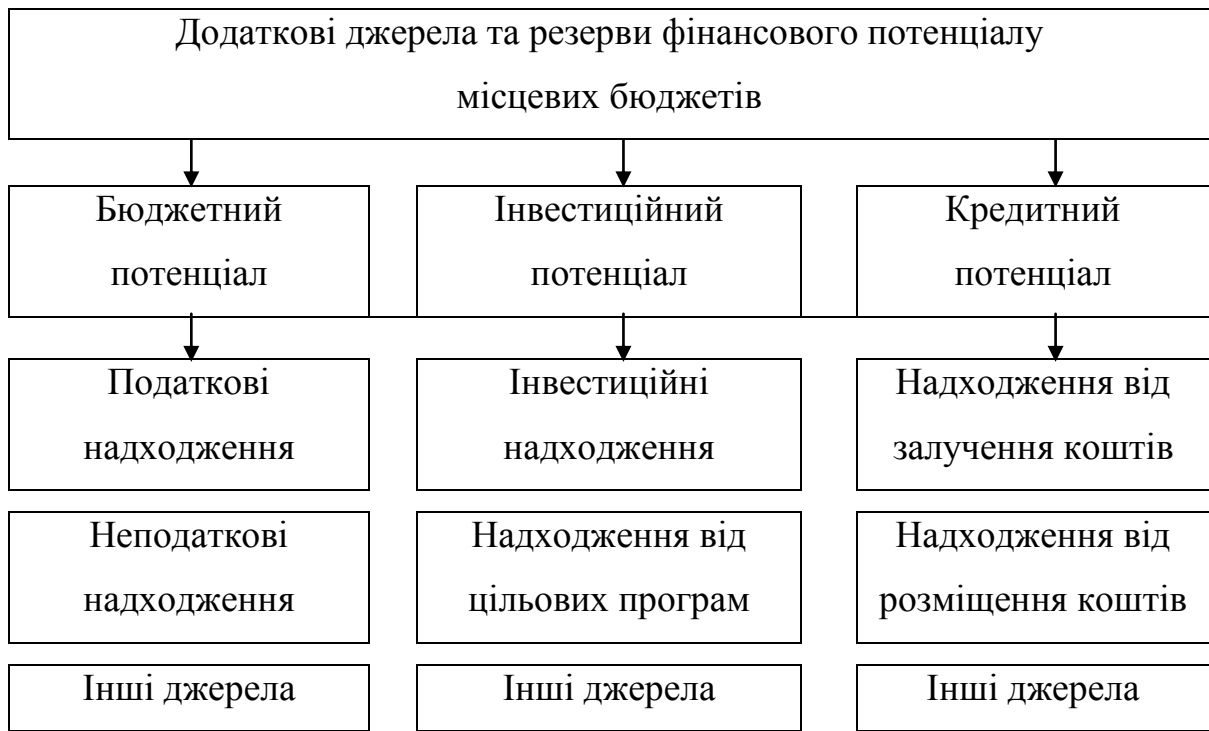 Додаткові джерела та резерви фінансового потенціалу
місцевих бюджетів
Бюджетний
потенціал
Інвестиційний
потенціал
Кредитний
потенціал
Податкові
надходження
Інвестиційні
надходження
Надходження від
залучення коштів
Неподаткові
надходження
Надходження від
цільових програм
Надходження від
розміщення коштів
Інші джерела
Інші джерела
Інші джерела